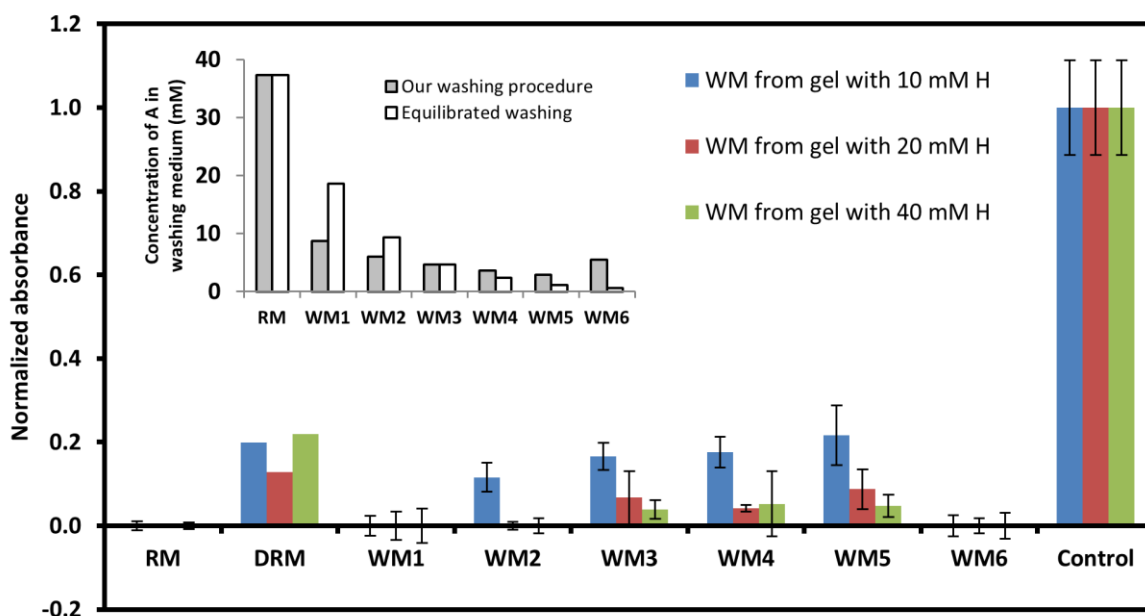 1.2
1.0
0.8
0.6
0.4
0.2
0.0
-0.2
Normalized absorbance
40
30
20
10
0
Concentration of A in
washing medium (mM)
Our washing procedure
Equilibrated washing
RM WM1 WM2 WM3 WM4 WM5 WM6
WM from gel with 10 mM H
WM from gel with 20 mM H
WM from gel with 40 mM H
RM DRM WM1 WM2 WM3 WM4 WM5 WM6 Control